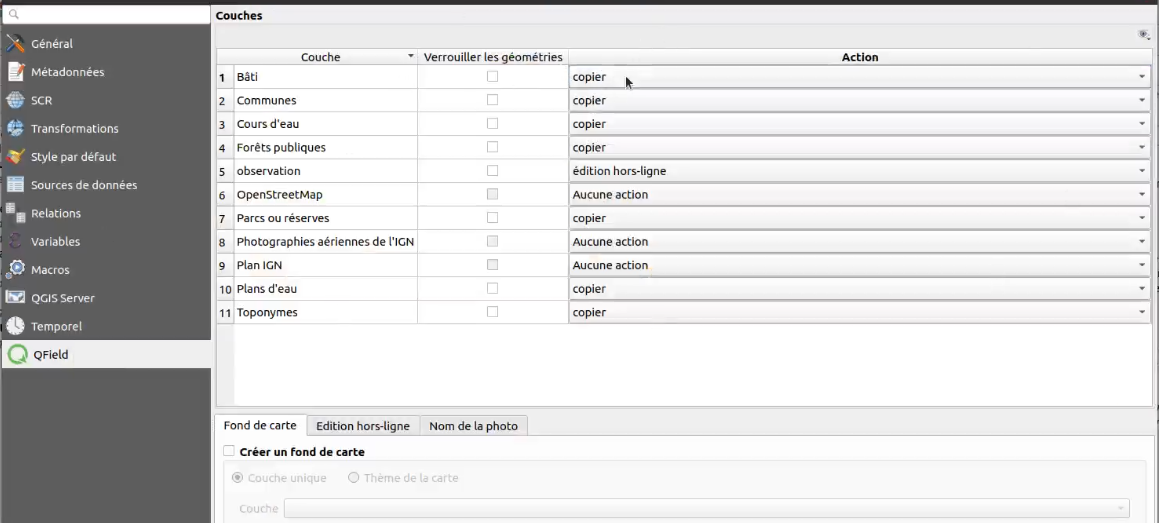 Couches
Général
Métadonnées
SCR
Transformations
Style par défaut
Sources de données
Relations
Variables
Macros
QGIS Server
Temporel
QField
Couche Verrouiller les géométries Action
1 Bâti copier
2 Communes copier
3 Cours d'eau copier
4 Forêts publiques copier
5 observation édition hors-ligne
6 OpenStreetMap Aucune action
7 Parcs ou réserves copier
8 Photographies aériennes de l'IGN Aucune action
9 Plan IGN Aucune action
10 Plans d'eau copier
11 Toponymes copier
Fond de carte Edition hors-ligne Nom de la photo
Créer un fond de carte
Couche unique Thème de la carte
Couche